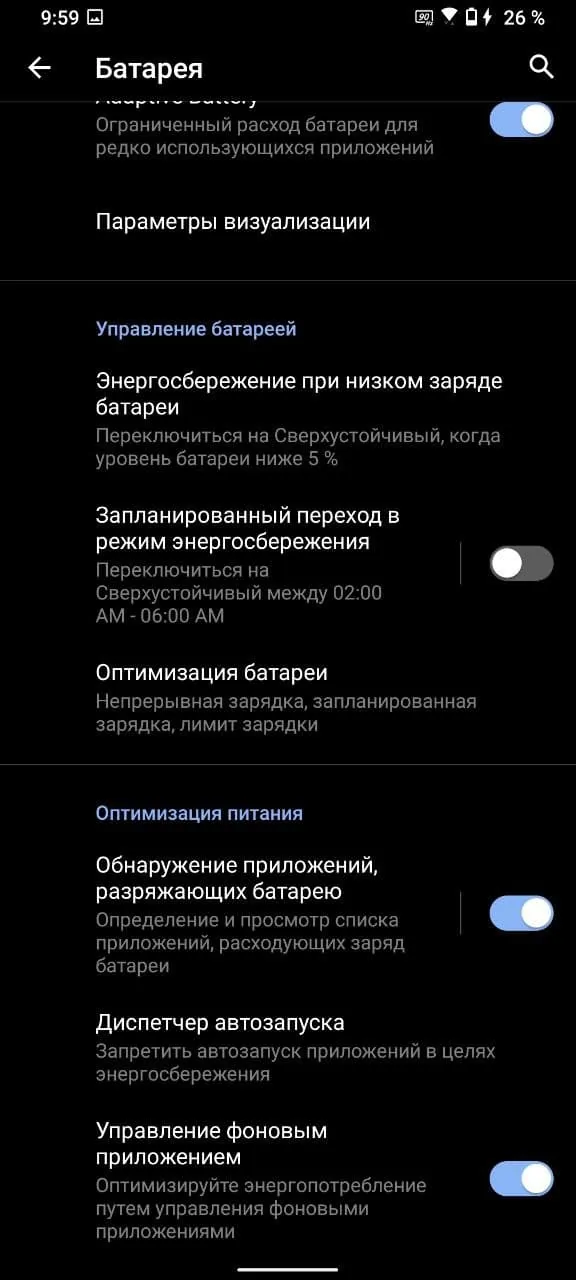 9:59 90 Hz 26 %
Батарея
Adaptive Battery
Ограниченный расход батареи для
редко использующихся приложений
Параметры визуализации
Управление батареей
Энергосбережение при низком заряде
батареи
Переключиться на Сверхустойчивый, когда
уровень батареи ниже 5 %
Запланированный переход в
режим энергосбережения
Переключиться на
Сверхустойчивый между 02:00
AM - 06:00 AM
Оптимизация батареи
Непрерывная зарядка, запланированная
зарядка, лимит зарядки
Оптимизация питания
Обнаружение приложений,
разряжающих батарею
Определение и просмотр списка
приложений, расходующих заряд
батареи
Диспетчер автозапуска
Запретить автозапуск приложений в целях
энергосбережения
Управление фоновым
приложением
Оптимизируйте энергопотребление
путем управления фоновыми
приложениями